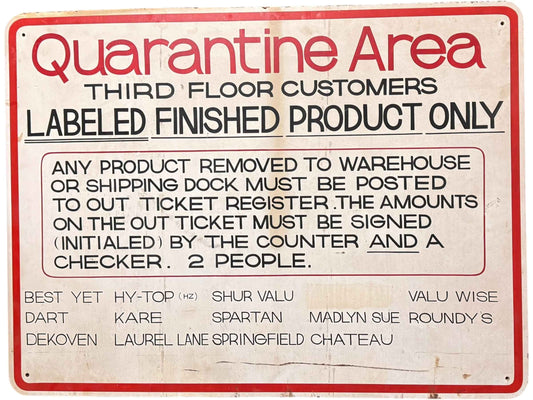 Quarantine Area
THIRD FLOOR CUSTOMERS
LABELED FINISHED PRODUCT ONLY
ANY PRODUCT REMOVED TO WAREHOUSE
OR SHIPPING DOCK MUST BE POSTED
TO OUT TICKET REGISTER. THE AMOUNTS
ON THE OUT TICKET MUST BE SIGNED
(INITIALED) BY THE COUNTER AND A
CHECKER. 2 PEOPLE.
BEST YET HY-TOP (HZ) SHUR VALU VALU WISE
DART KARE SPARTAN MADLYN SUE ROUNDY'S
DEKOVEN LAUREL LANE SPRINGFIELD CHATEAU